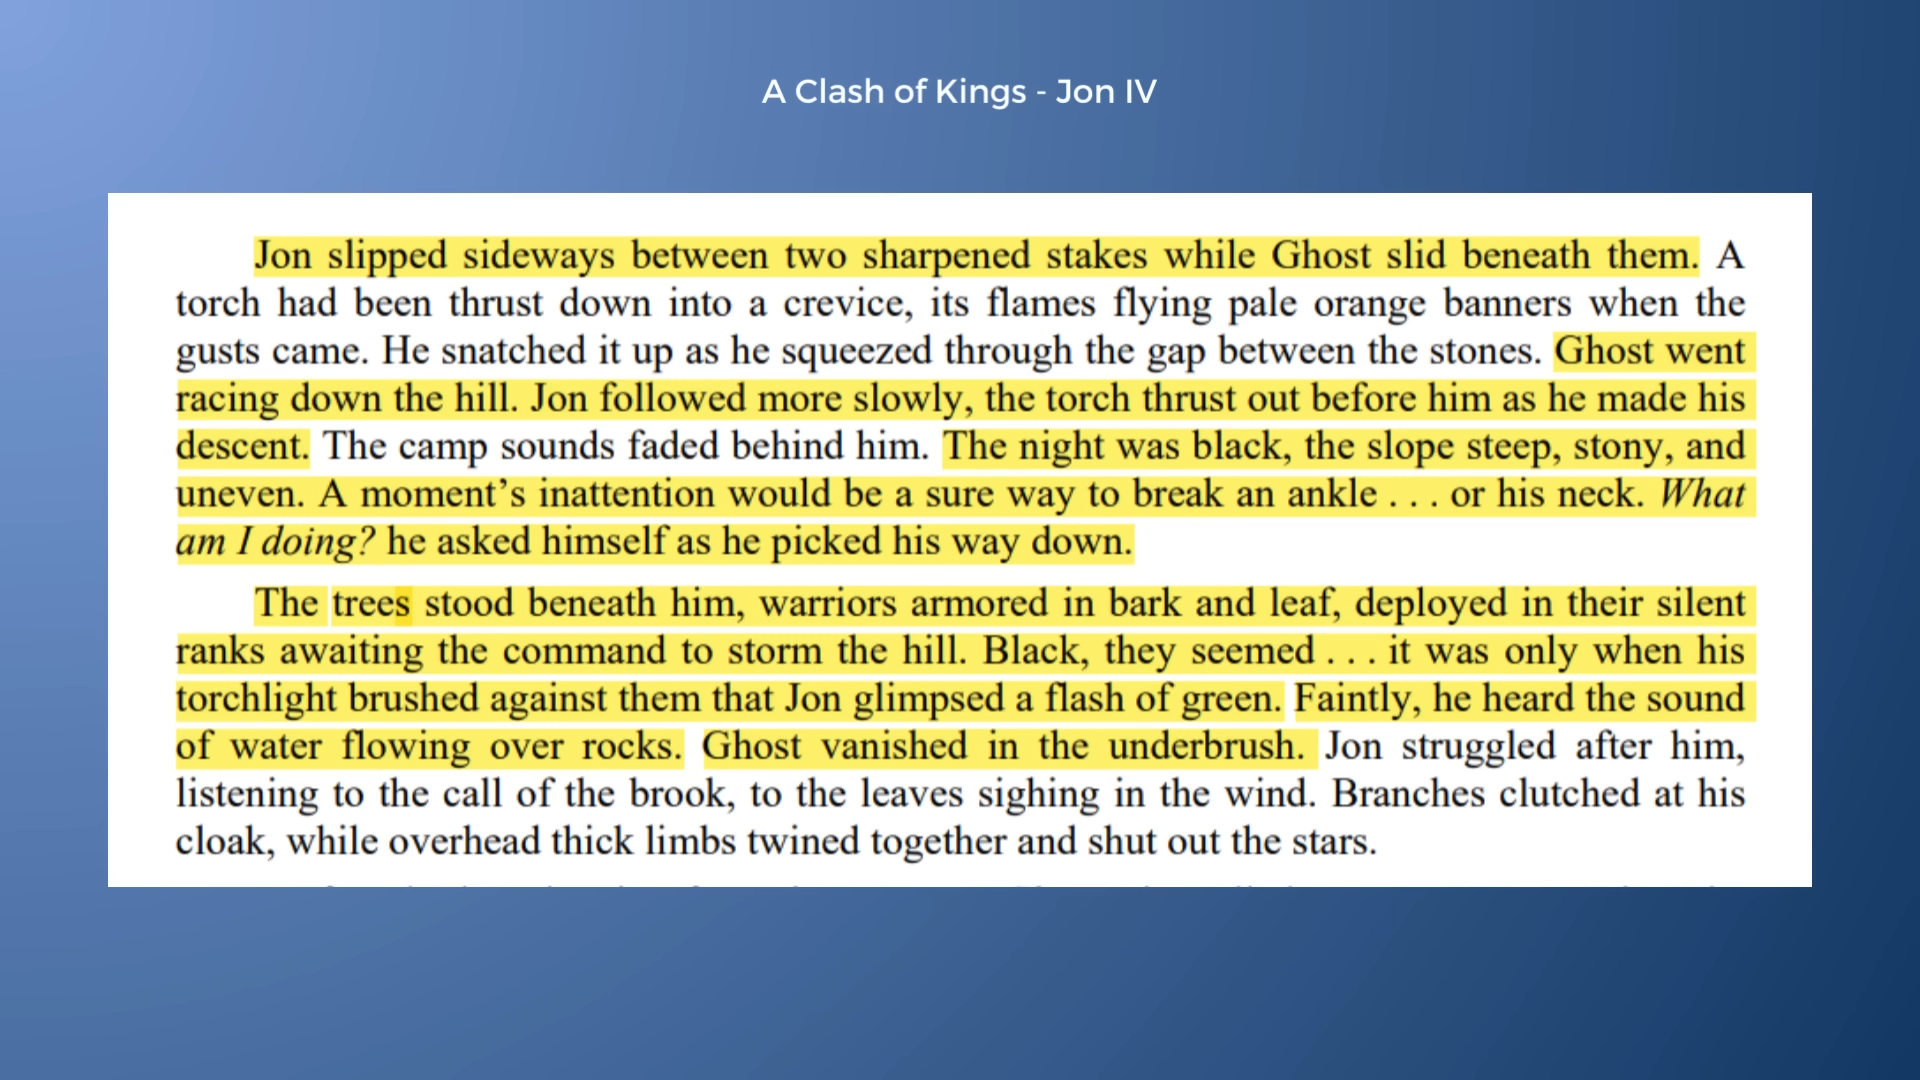 A Clash of Kings - Jon IV
Jon slipped sideways between two sharpened stakes while Ghost slid beneath them. A
torch had been thrust down into a crevice, its flames flying pale orange banners when the
gusts came. He snatched it up as he squeezed through the gap between the stones. Ghost went
racing down the hill. Jon followed more slowly, the torch thrust out before him as he made his
descent. The camp sounds faded behind him. The night was black, the slope steep, stony, and
uneven. A moment’s inattention would be a sure way to break an ankle . . . or his neck. What
am I doing? he asked himself as he picked his way down.
The trees stood beneath him, warriors armored in bark and leaf, deployed in their silent
ranks awaiting the command to storm the hill. Black, they seemed . . . it was only when his
torchlight brushed against them that Jon glimpsed a flash of green. Faintly, he heard the sound
of water flowing over rocks. Ghost vanished in the underbrush. Jon struggled after him,
listening to the call of the brook, to the leaves sighing in the wind. Branches clutched at his
cloak, while overhead thick limbs twined together and shut out the stars.